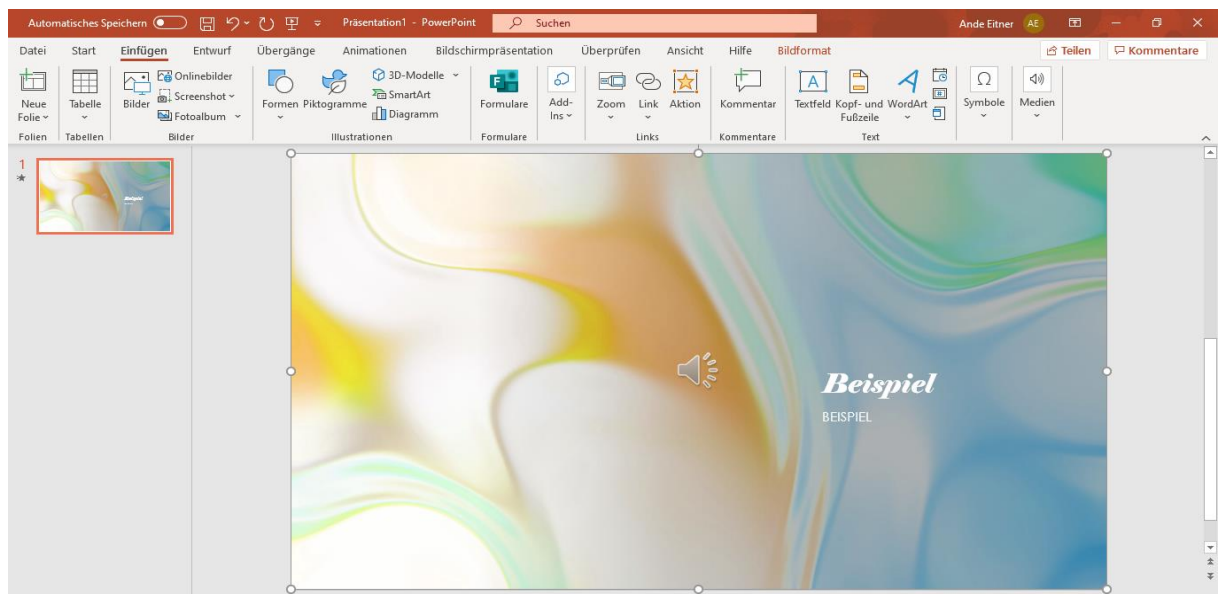 Automatisches Speichern Präsentation1 - PowerPoint Suchen Ande Eitner AE
Datei Start Einfügen Entwurf Übergänge Animationen Bildschirmpräsentation Überprüfen Ansicht Hilfe Bildformat Teilen Kommentare
Neue Folie
Tabelle
Bilder
Onlinebilder
Screenshot
Fotoalbum
Formen
Piktogramme
3D-Modelle
SmartArt
Diagramm
F
Formulare
Add-Ins
Zoom
Link
Aktion
Kommentar
A
Textfeld
Kopf- und Fußzeile
A
WordArt
Ω
Symbole
Medien
Folien Tabellen Bilder Illustrationen Formulare Links Kommentare Text
1
Beispiel
Beispiel
BEISPIEL